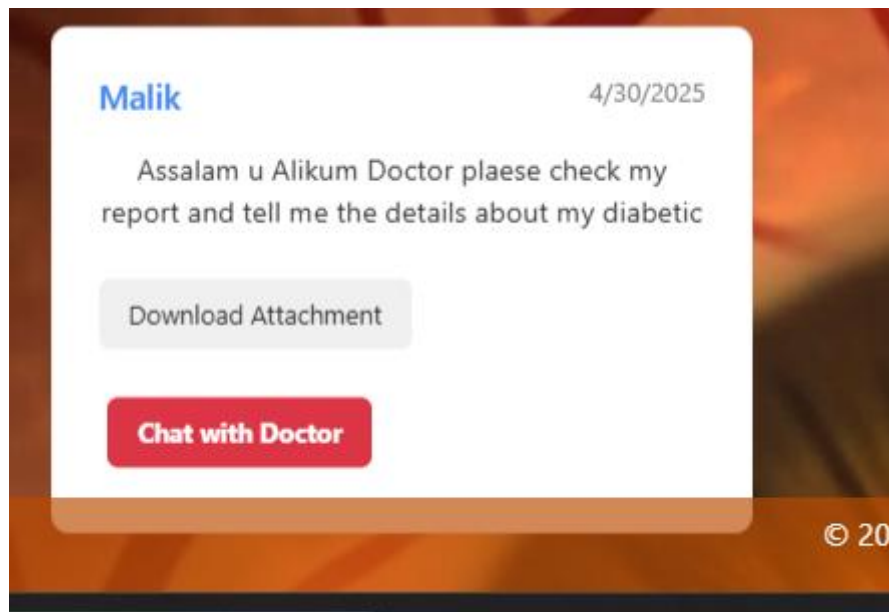 Malik
4/30/2025
Assalam u Alikum Doctor plaese check my
report and tell me the details about my diabetic
Download Attachment
Chat with Doctor
© 20